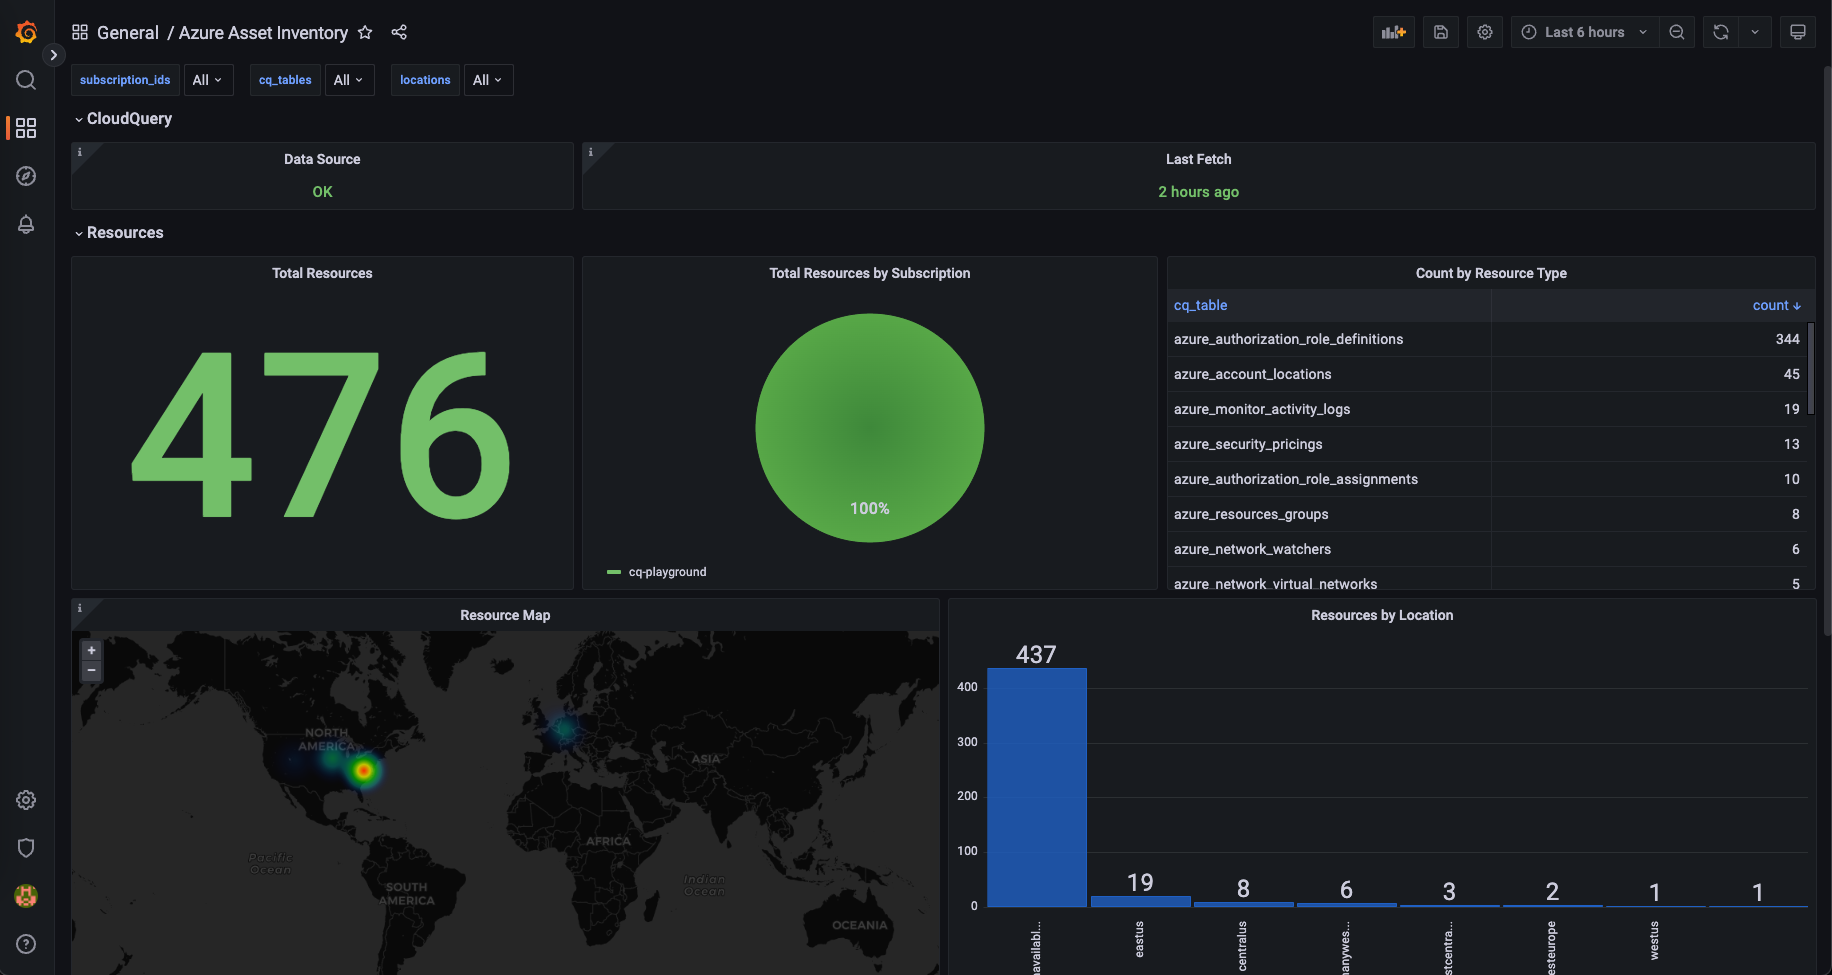 General / Azure Asset Inventory
Last 6 hours
subscription_ids All cq_tables All locations All
CloudQuery
Data Source
OK
Last Fetch
2 hours ago
Resources
Total Resources
476
Total Resources by Subscription
100%
cq-playground
Count by Resource Type
cq_table count
azure_authorization_role_definitions 344
azure_account_locations 45
azure_monitor_activity_logs 19
azure_security_pricings 13
azure_authorization_role_assignments 10
azure_resources_groups 8
azure_network_watchers 6
azure_network_virtual_networks 5
Resource Map
+
−
NORTH
AMERICA
ASIA
AFRICA
Pacific
Ocean
Indian
Ocean
SOUTH
AMERICA
OCEANIA
Resources by Location
437
400
300
200
100
0
19
8
6
3
2
1
1
availabl...
eastus
centralus
anywes...
stcentra...
esteurope
westus